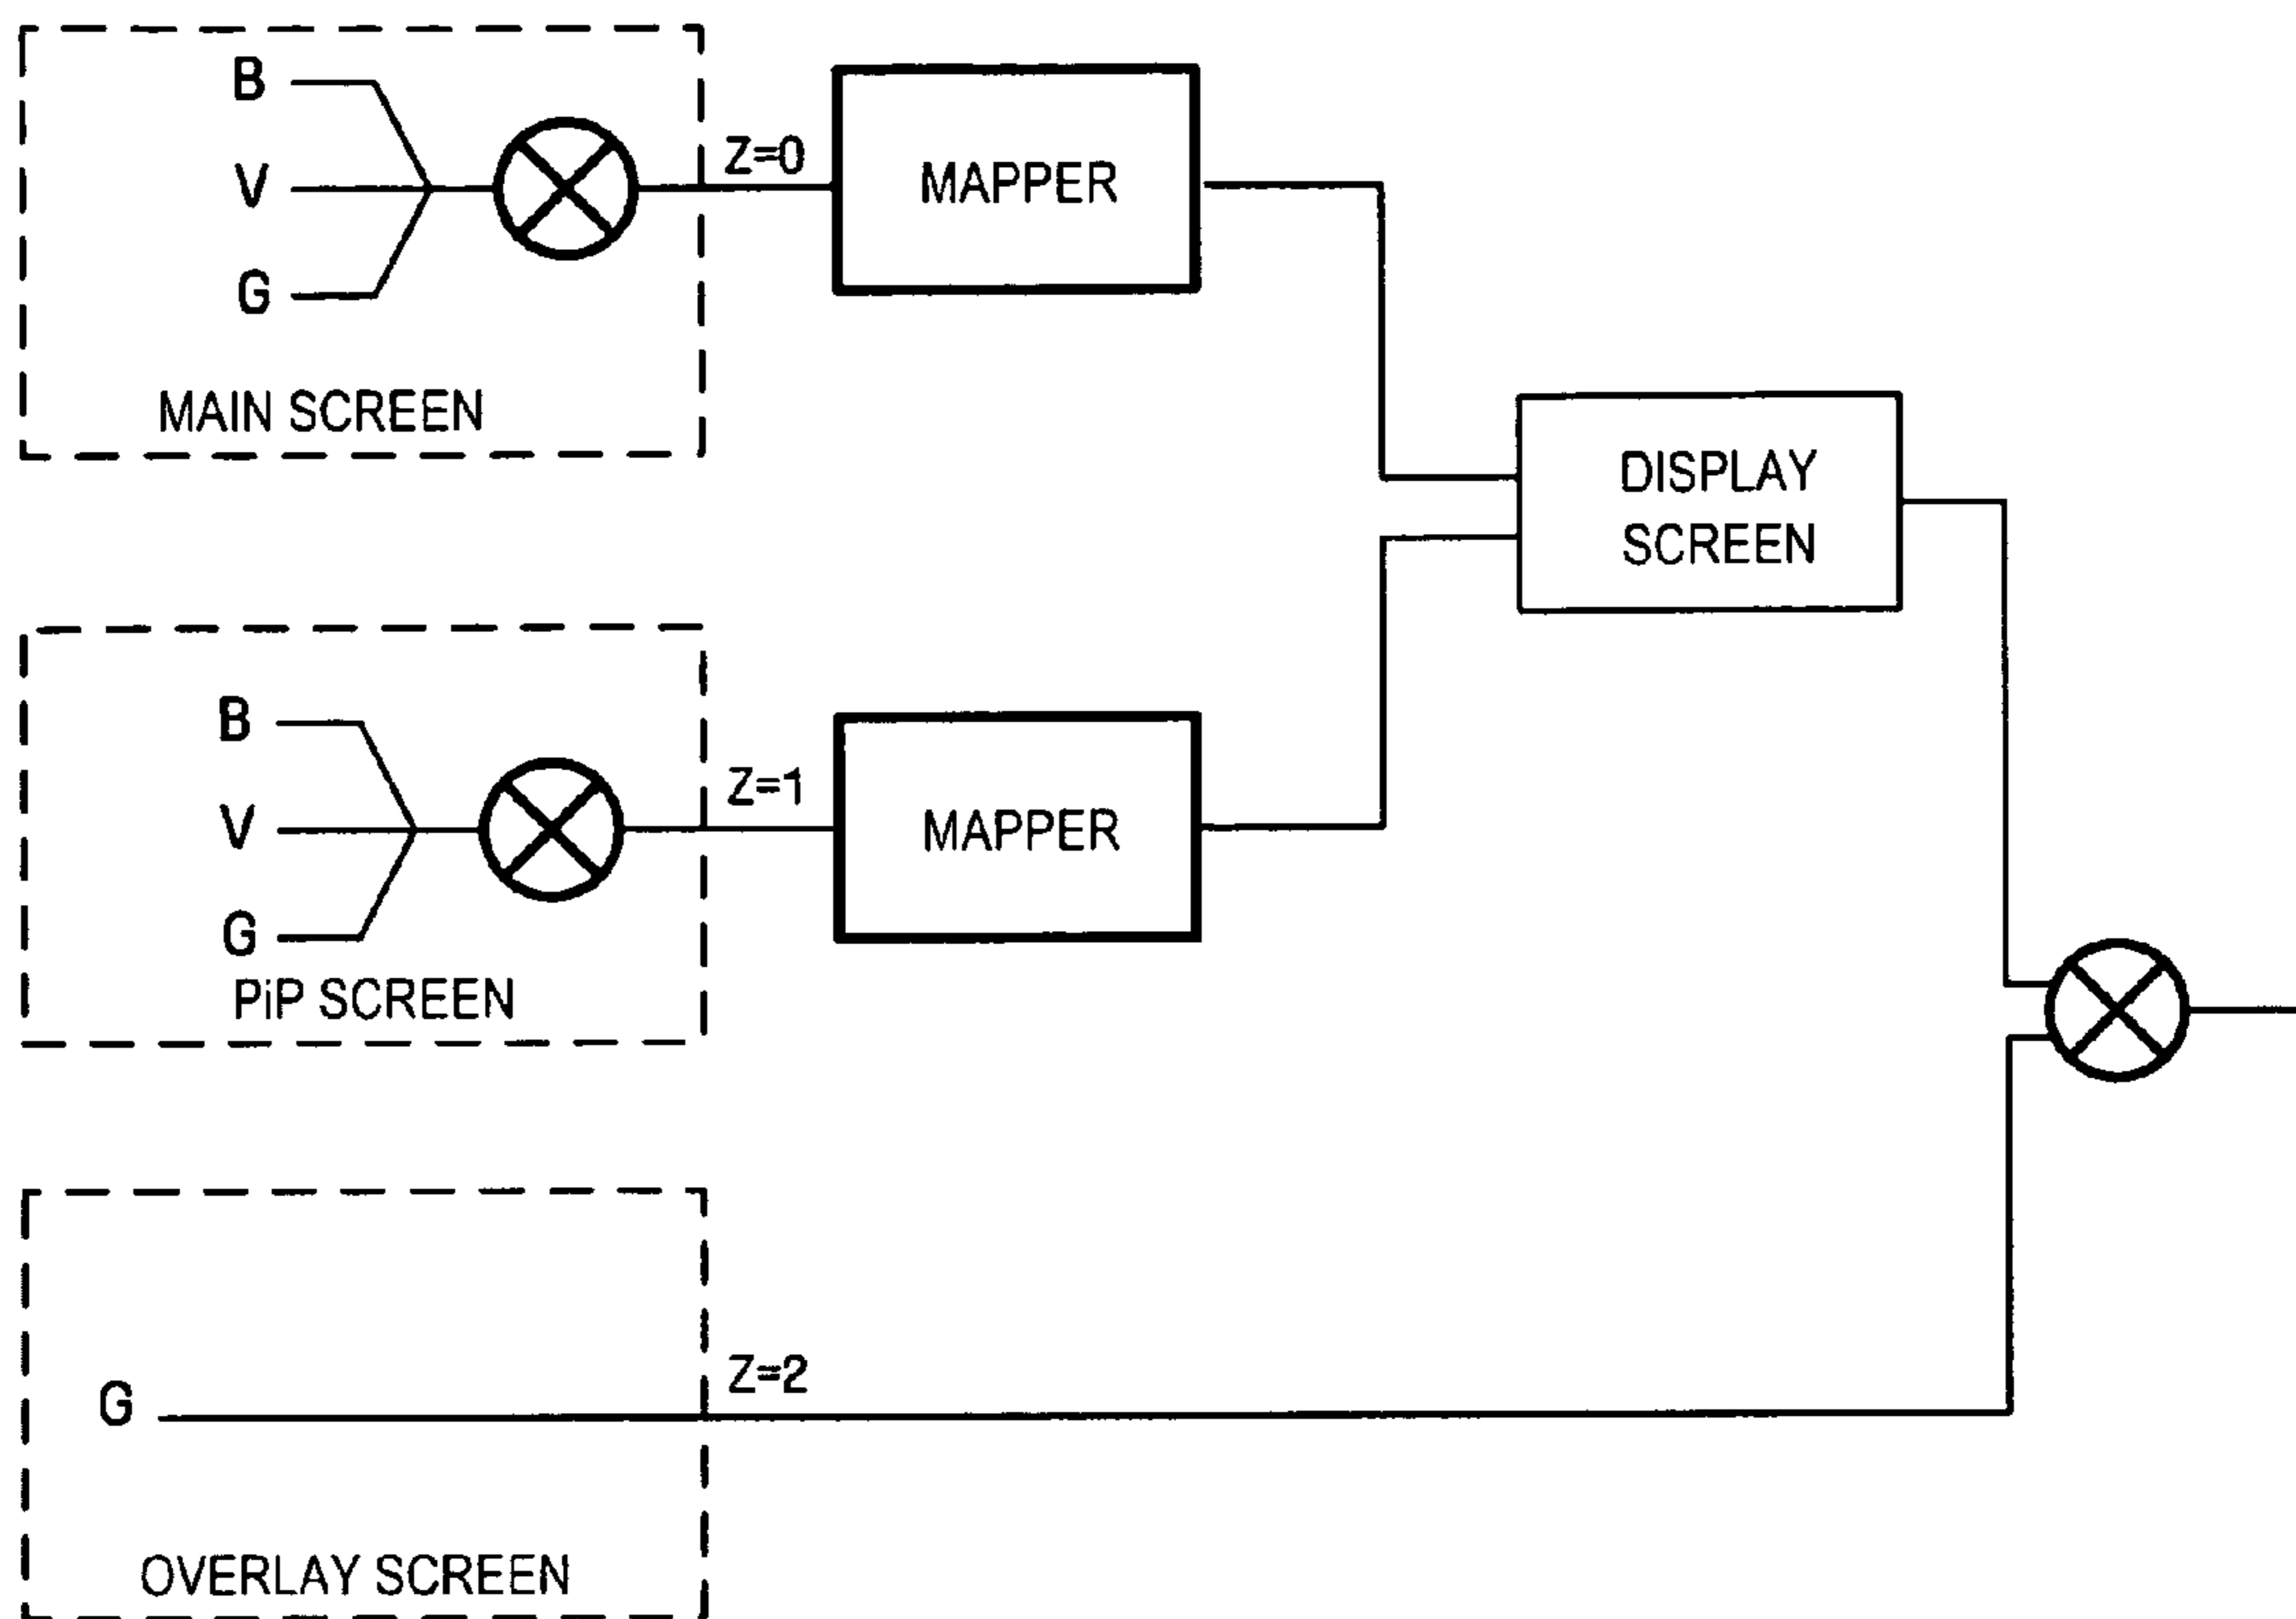 B
V
G
Z=0
MAPPER
MAIN SCREEN
DISPLAY
SCREEN
B
V
G
Z=1
MAPPER
PiP SCREEN
Z=2
G
OVERLAY SCREEN